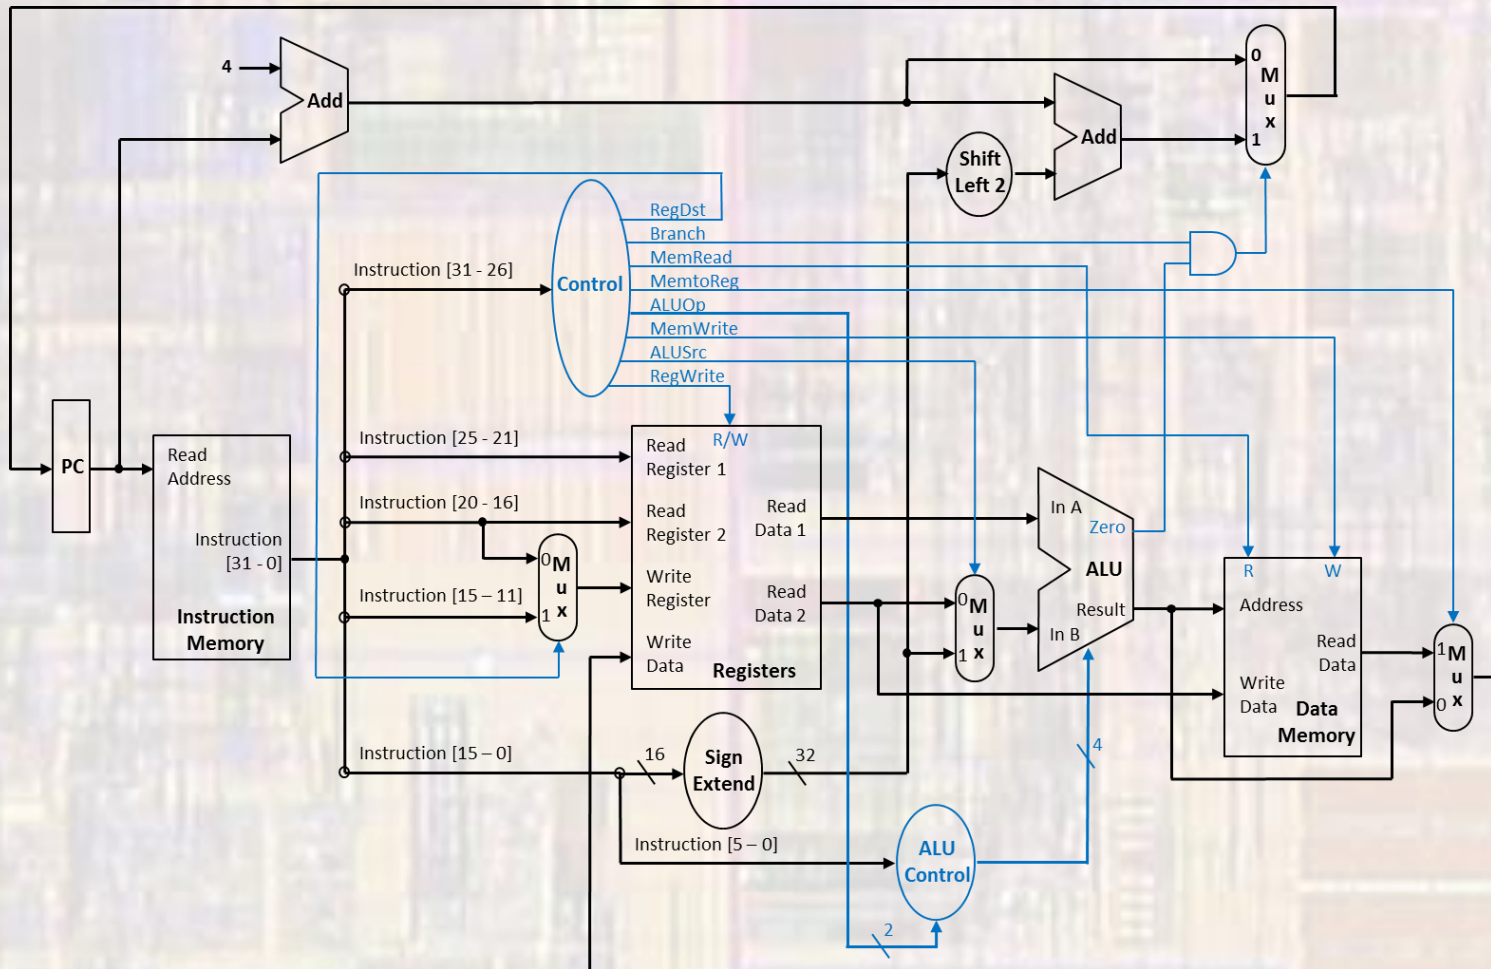 4
Add
0
M
u
x
1
Add
Shift
Left 2
RegDst
Branch
MemRead
MemtoReg
ALUOp
MemWrite
ALUSrc
RegWrite
Control
Instruction [31 - 26]
Instruction [25 - 21]
Instruction [20 - 16]
Instruction [15 – 11]
Instruction [15 – 0]
Instruction [5 – 0]
PC
Read
Address
Instruction
[31 - 0]
Instruction
Memory
0
M
u
x
1
R/W
Read
Register 1
Read
Register 2
Write
Register
Write
Data
Read
Data 1
Read
Data 2
Registers
16
Sign
Extend
32
0
M
u
x
1
In A
Zero
ALU
Result
In B
4
ALU
Control
2
R
W
Address
Read
Data
Write
Data
Data
Memory
1
M
u
x
0